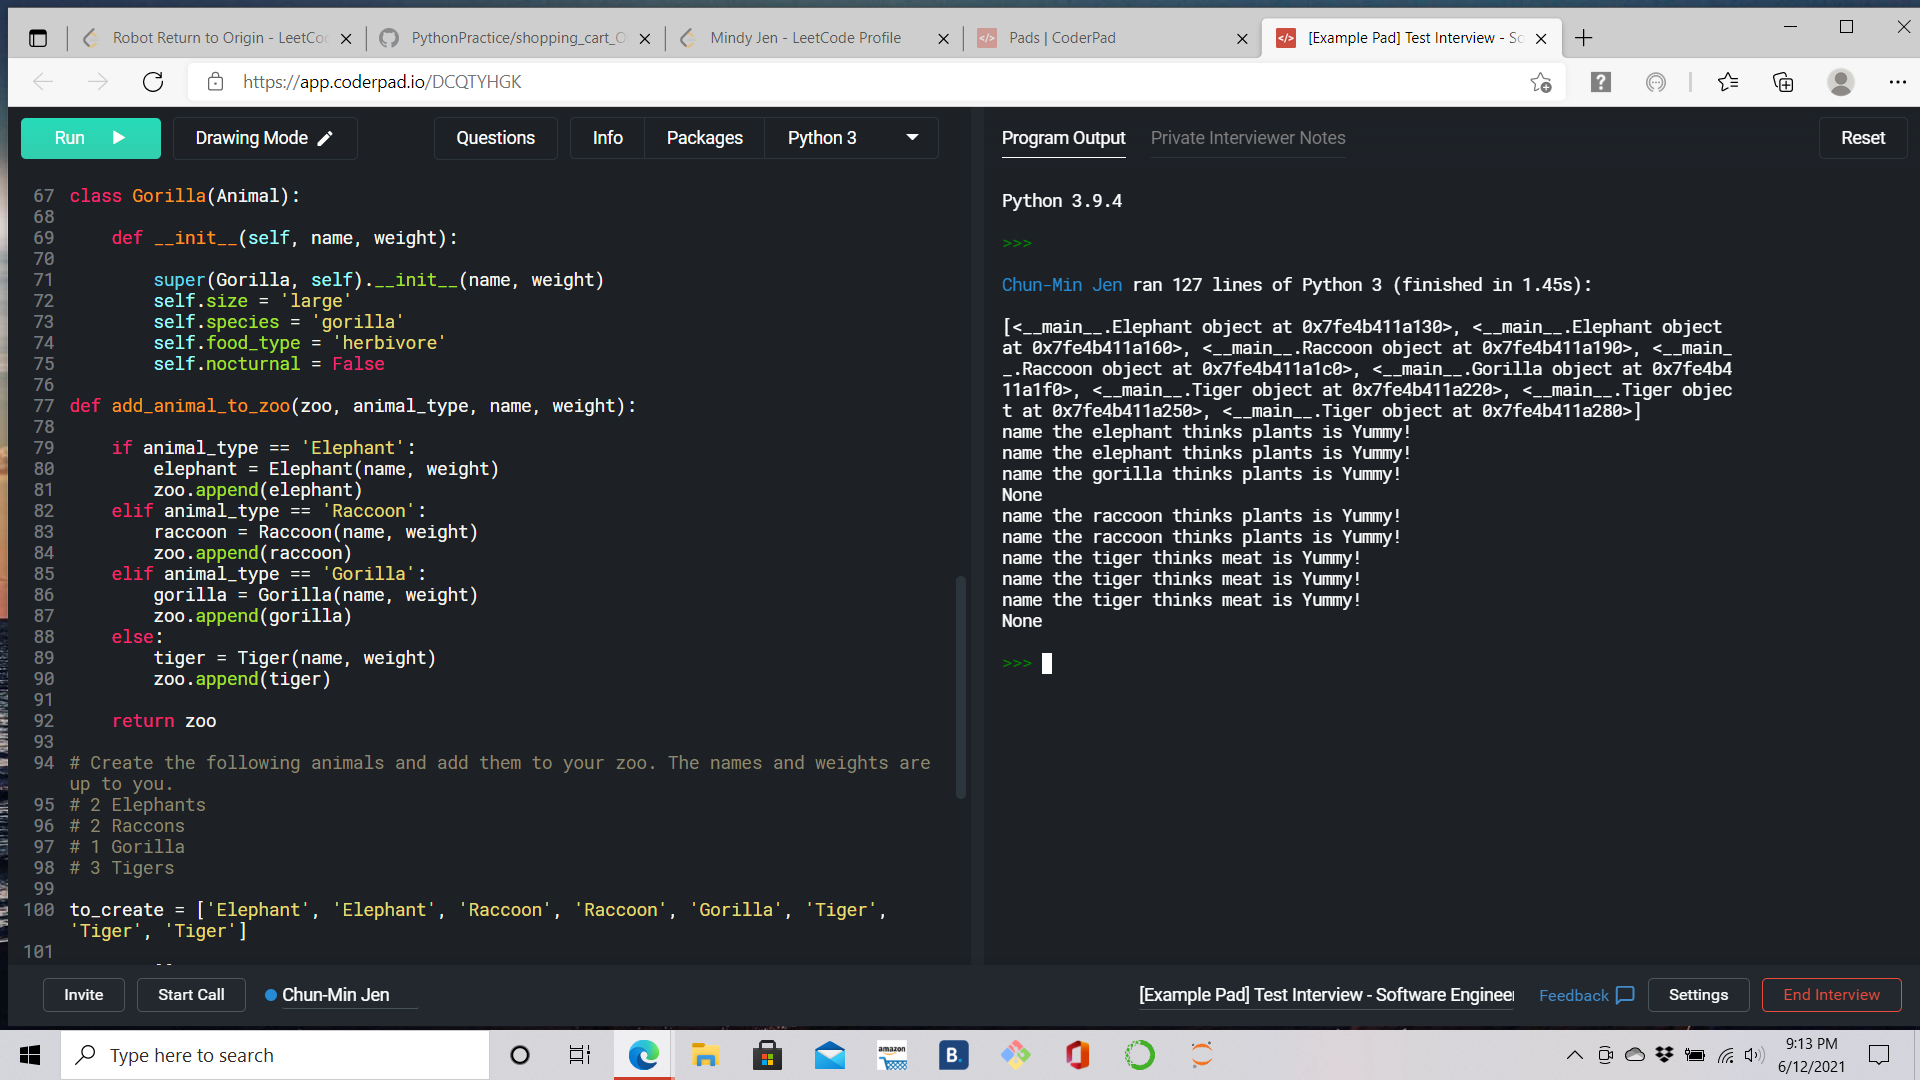 Robot Return to Origin - LeetCo
PythonPractice/shopping_cart_O
Mindy Jen - LeetCode Profile
Pads | CoderPad
[Example Pad] Test Interview - So
https://app.coderpad.io/DCQTYHGK
Run
Drawing Mode
Questions
Info
Packages
Python 3
67 class Gorilla(Animal):
68
69 def __init__(self, name, weight):
70
71 super(Gorilla, self).__init__(name, weight)
72 self.size = 'large'
73 self.species = 'gorilla'
74 self.food_type = 'herbivore'
75 self.nocturnal = False
76
77 def add_animal_to_zoo(zoo, animal_type, name, weight):
78
79 if animal_type == 'Elephant':
80 elephant = Elephant(name, weight)
81 zoo.append(elephant)
82 elif animal_type == 'Raccoon':
83 raccoon = Raccoon(name, weight)
84 zoo.append(raccoon)
85 elif animal_type == 'Gorilla':
86 gorilla = Gorilla(name, weight)
87 zoo.append(gorilla)
88 else:
89 tiger = Tiger(name, weight)
90 zoo.append(tiger)
91
92 return zoo
93
94 # Create the following animals and add them to your zoo. The names and weights are
up to you.
95 # 2 Elephants
96 # 2 Raccons
97 # 1 Gorilla
98 # 3 Tigers
99
100 to_create = ['Elephant', 'Elephant', 'Raccoon', 'Raccoon', 'Gorilla', 'Tiger',
'Tiger', 'Tiger']
101
Program Output
Private Interviewer Notes
Reset
Python 3.9.4
>>>
Chun-Min Jen ran 127 lines of Python 3 (finished in 1.45s):
[<__main__.Elephant object at 0x7fe4b411a130>, <__main__.Elephant object
at 0x7fe4b411a160>, <__main__.Raccoon object at 0x7fe4b411a190>, <__main_
_.Raccoon object at 0x7fe4b411a1c0>, <__main__.Gorilla object at 0x7fe4b4
11a1f0>, <__main__.Tiger object at 0x7fe4b411a220>, <__main__.Tiger objec
t at 0x7fe4b411a250>, <__main__.Tiger object at 0x7fe4b411a280>]
name the elephant thinks plants is Yummy!
name the elephant thinks plants is Yummy!
name the gorilla thinks plants is Yummy!
None
name the raccoon thinks plants is Yummy!
name the raccoon thinks plants is Yummy!
name the tiger thinks meat is Yummy!
name the tiger thinks meat is Yummy!
name the tiger thinks meat is Yummy!
None
>>>
Invite
Start Call
Chun-Min Jen
[Example Pad] Test Interview - Software Engineer
Feedback
Settings
End Interview
Type here to search
amazon
B.
9:13 PM
6/12/2021